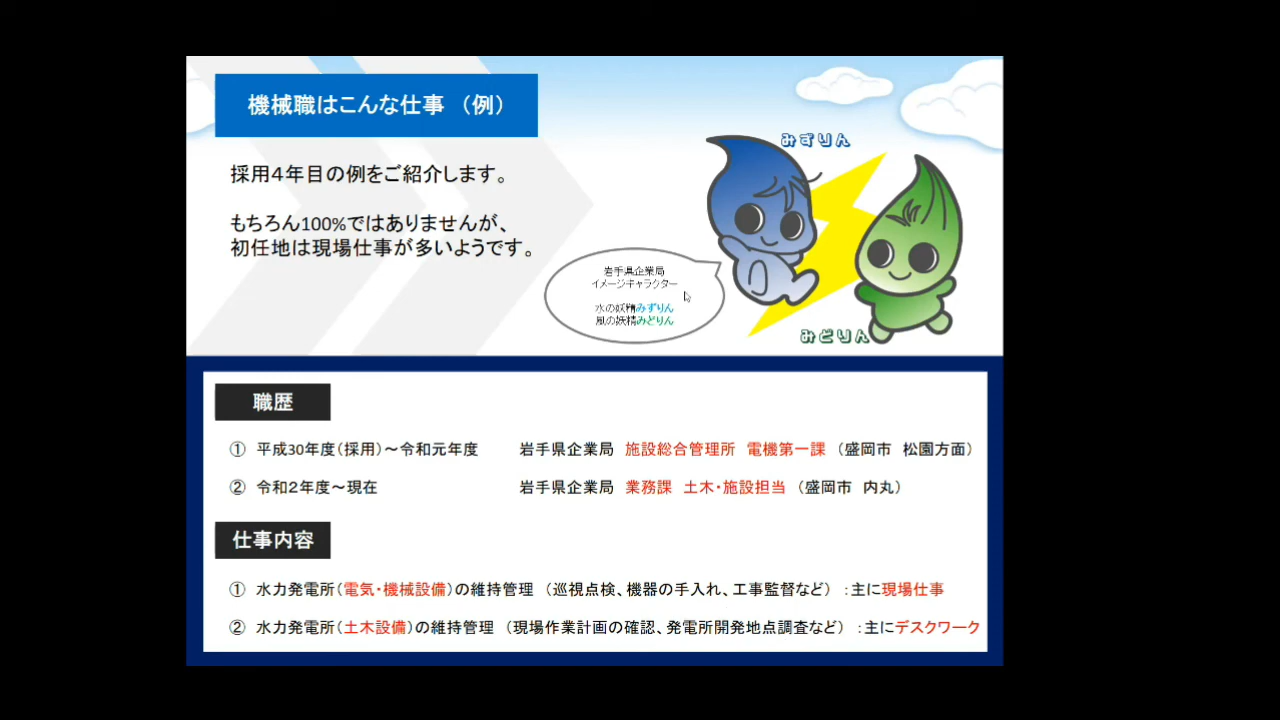 機械職はこんな仕事 （例）
採用４年目の例をご紹介します。
もちろん100%ではありませんが、
初任地は現場仕事が多いようです。
みずりん
岩手県企業局
イメージキャラクター
水の妖精みずりん
風の妖精みどりん
みどりん
職歴
① 平成30年度（採用）～令和元年度 岩手県企業局 施設総合管理所 電機第一課 （盛岡市 松園方面）
② 令和２年度～現在 岩手県企業局 業務課 土木・施設担当 （盛岡市 内丸）
仕事内容
① 水力発電所（電気・機械設備）の維持管理 （巡視点検、機器の手入れ、工事監督など） ：主に現場仕事
② 水力発電所（土木設備）の維持管理 （現場作業計画の確認、発電所開発地点調査など） ：主にデスクワーク